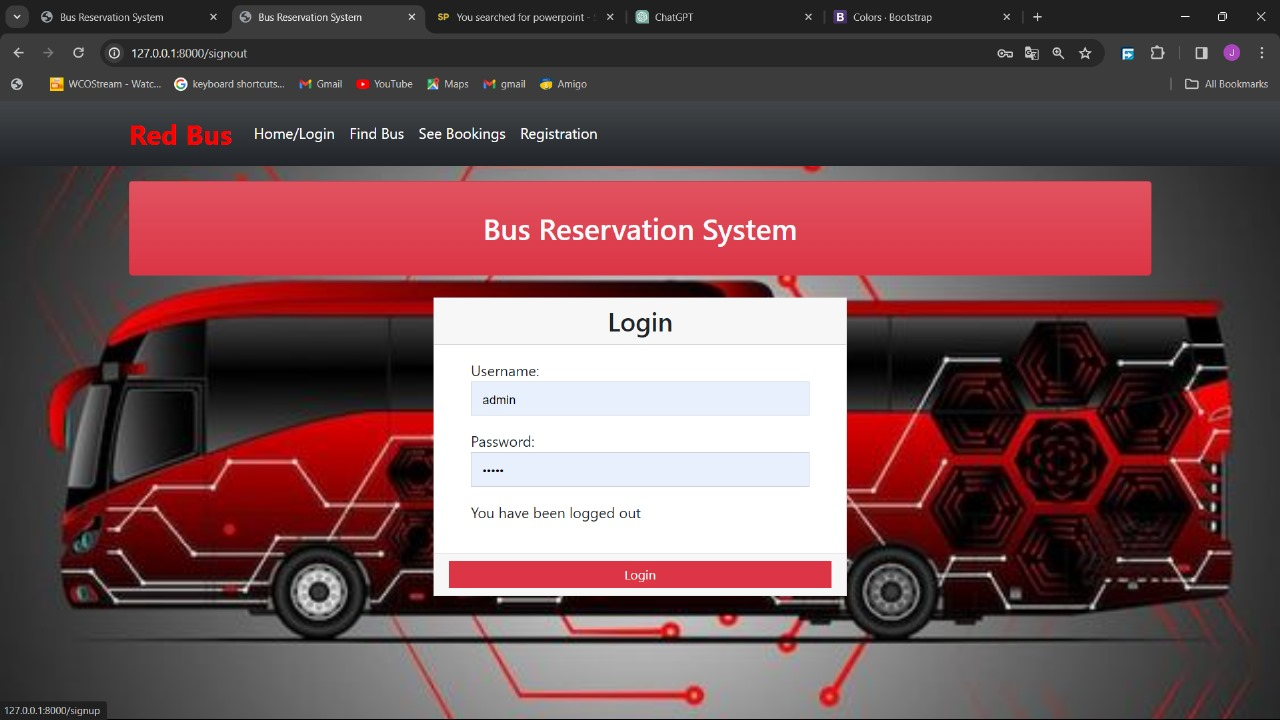 Bus Reservation System
Bus Reservation System
SP You searched for powerpoint -
ChatGPT
B Colors · Bootstrap
127.0.0.1:8000/signout
J
WCOStream - Watc...
keyboard shortcuts...
Gmail
YouTube
Maps
gmail
Amigo
All Bookmarks
Red Bus
Home/Login
Find Bus
See Bookings
Registration
Bus Reservation System
Login
Username:
admin
Password:
•••••
You have been logged out
Login
127.0.0.1:8000/signup